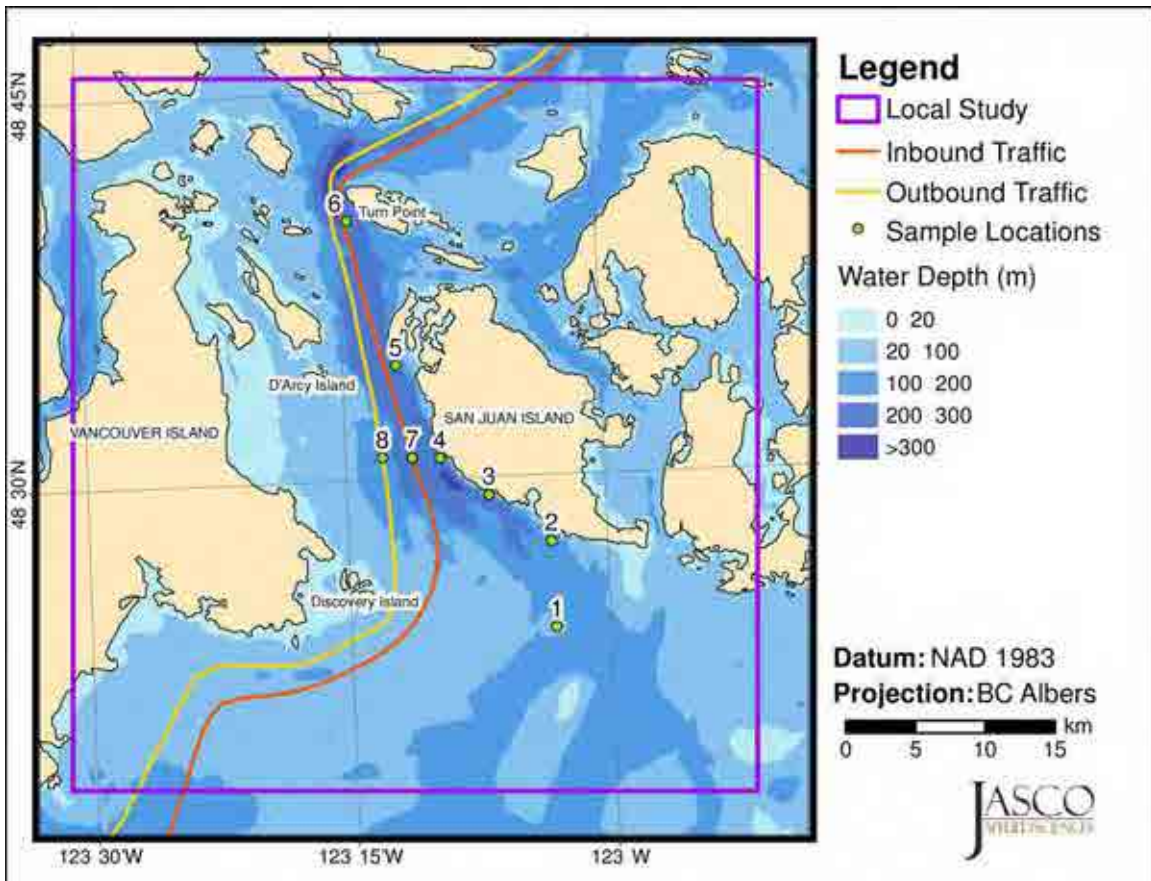 48 45'N
48 30'N
123 30'W
123 15'W
123 W
6
Turn Point
5
D'Arcy Island
VANCOUVER ISLAND
SAN JUAN ISLAND
8
7
4
3
2
Discovery Island
1
Legend
Local Study
Inbound Traffic
Outbound Traffic
Sample Locations
Water Depth (m)
0 20
20 100
100 200
200 300
>300
Datum: NAD 1983
Projection: BC Albers
km
0 5 10 15
JASCO